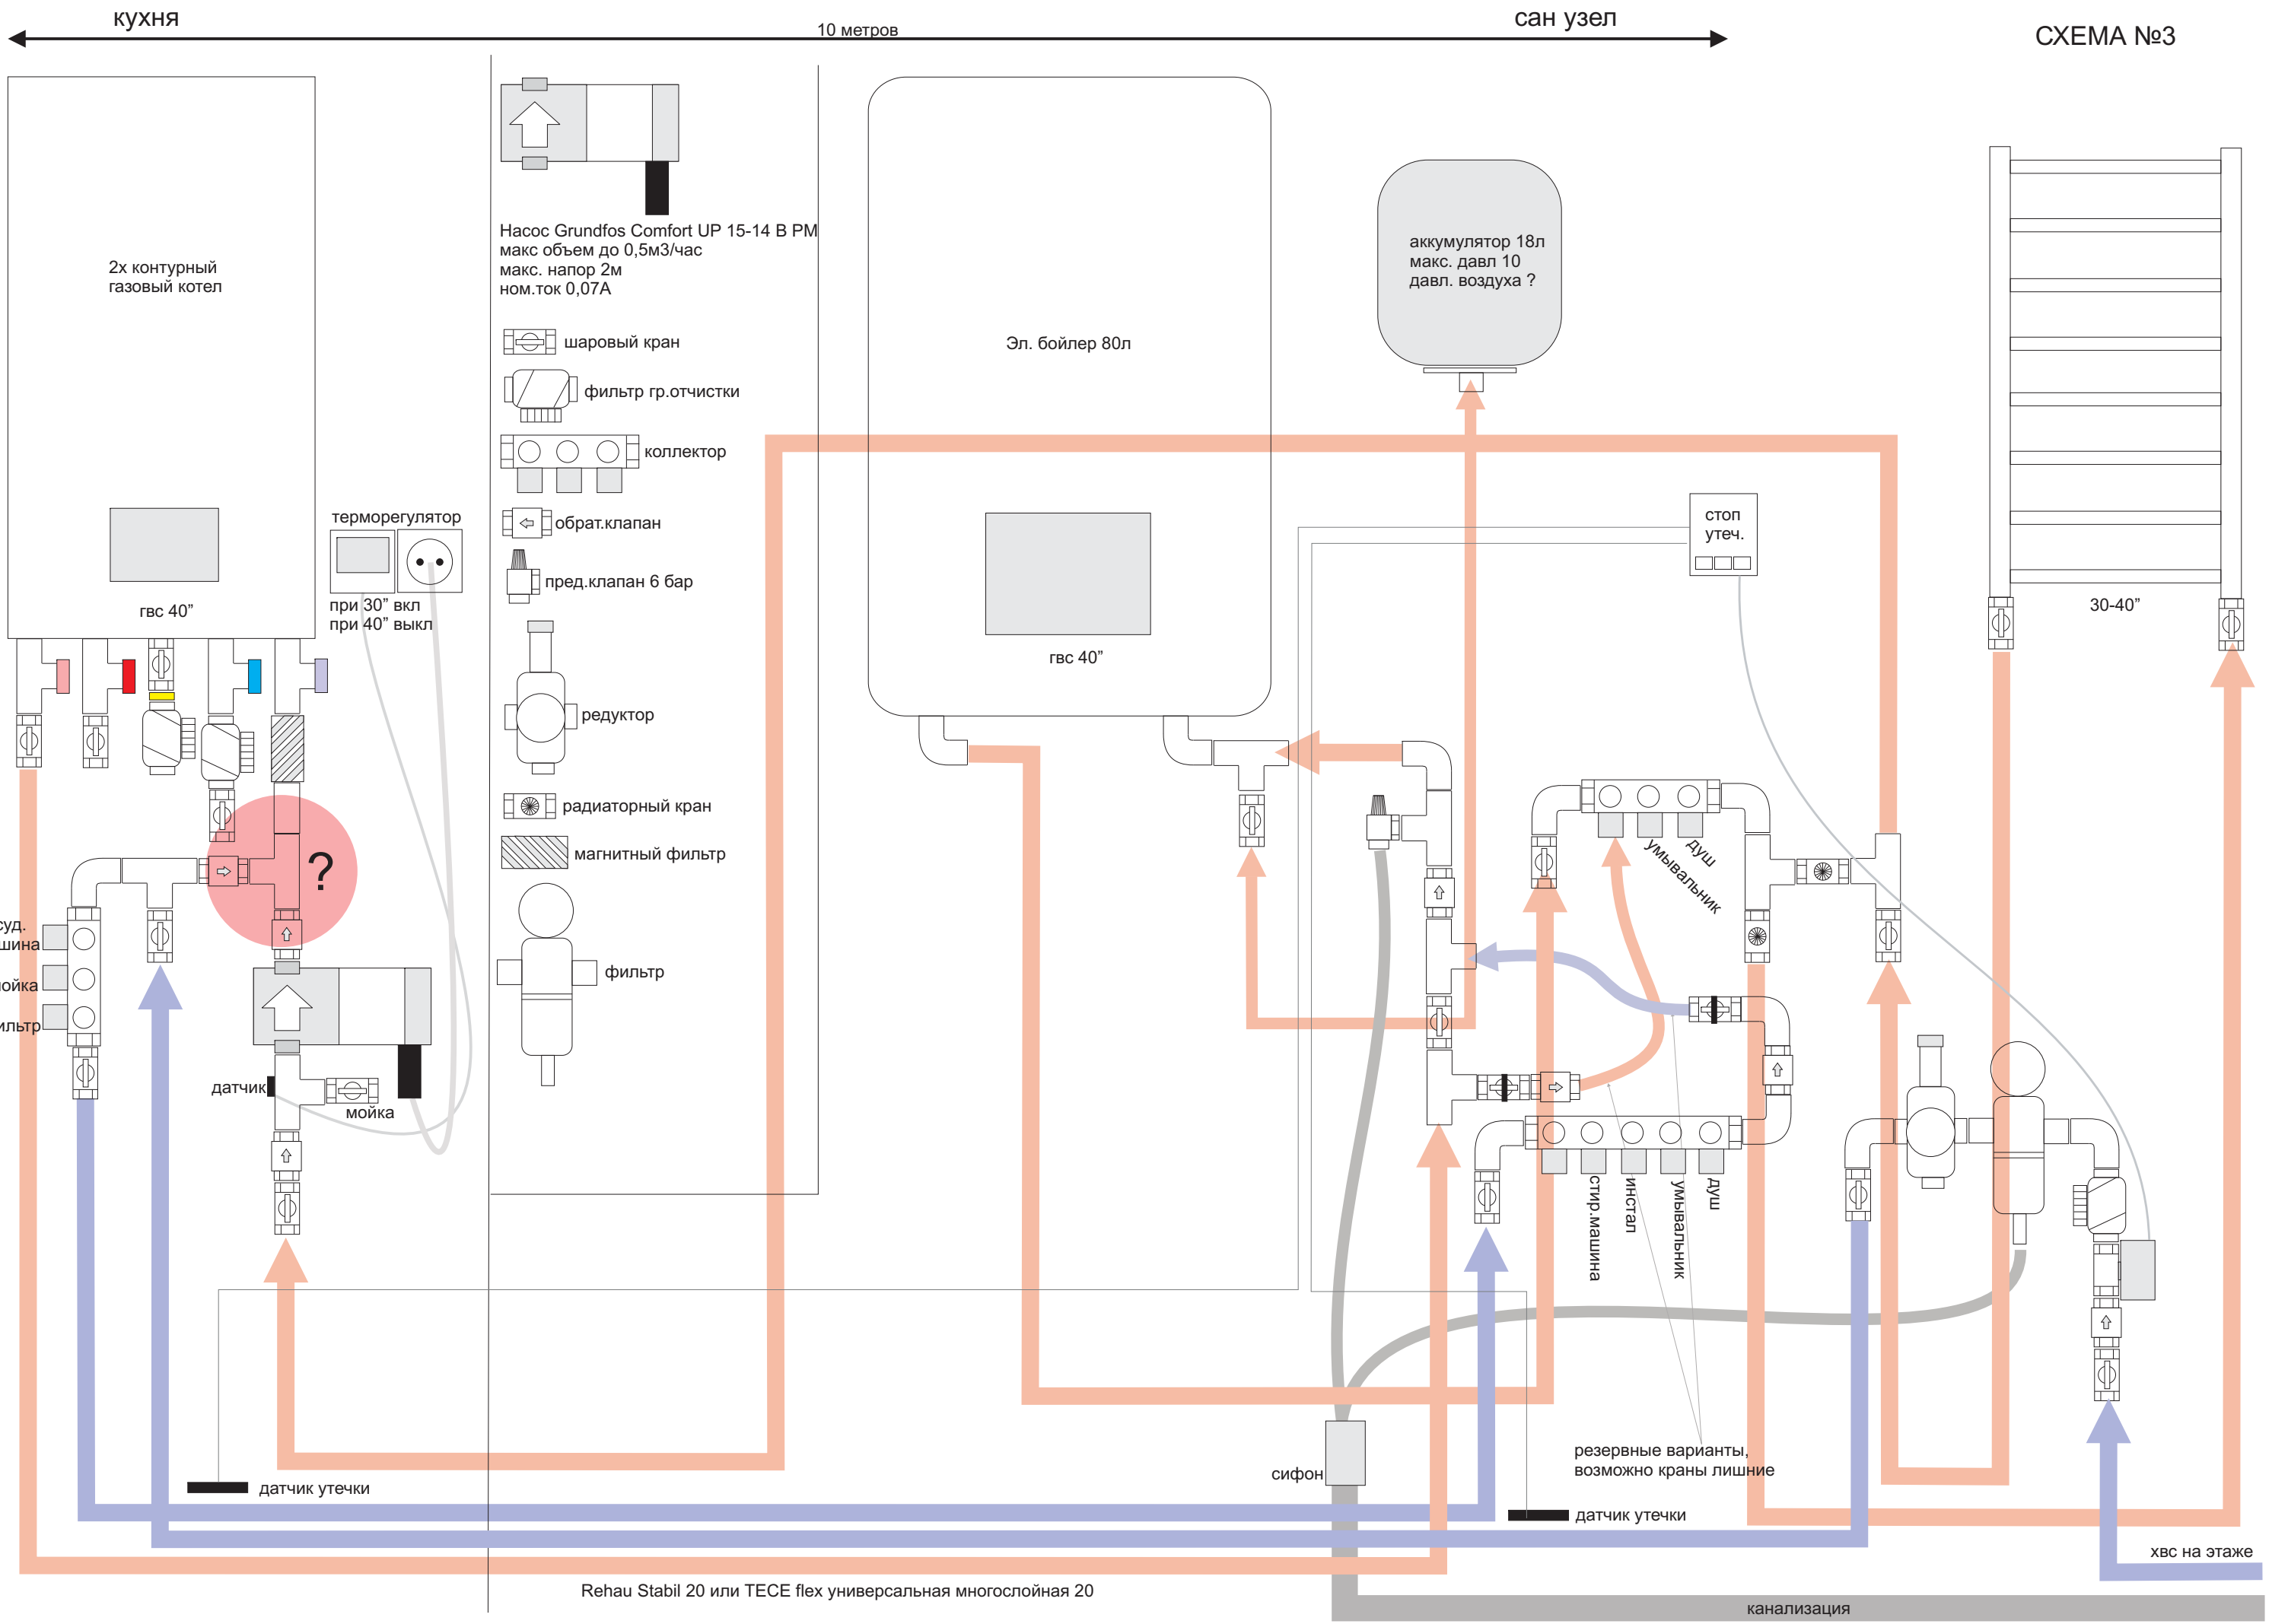 кухня
10 метров
сан узел
СХЕМА №3
2х контурный
газовый котел
гвс 40”
терморегулятор
при 30” вкл
при 40” выкл
Насос Grundfos Comfort UP 15-14 B PM
макс объем до 0,5м3/час
макс. напор 2м
ном.ток 0,07А
шаровый кран
фильтр гр.отчистки
коллектор
обрат.клапан
пред.клапан 6 бар
редуктор
радиаторный кран
магнитный фильтр
фильтр
Эл. бойлер 80л
гвс 40”
аккумулятор 18л
макс. давл 10
давл. воздуха ?
стоп
утеч.
30-40”
?
суд.
шина
мойка
ильтр
датчик
мойка
умывальник
душ
стир.машина
инстал
умывальник
душ
резервные варианты,
возможно краны лишние
сифон
датчик утечки
датчик утечки
хвс на этаже
Rehau Stabil 20 или TECE flex универсальная многослойная 20
канализация